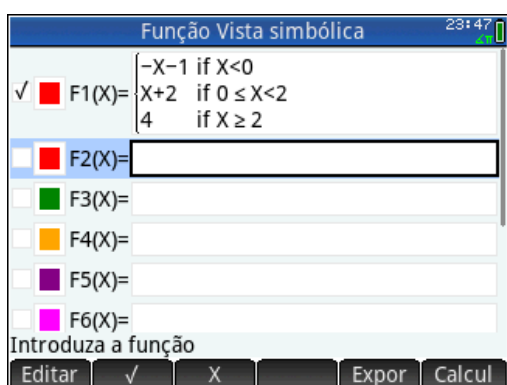 Função Vista simbólica 23:47
∡π
√ F1(X)= -X-1 if X<0
X+2 if 0 ≤ X<2
4 if X ≥ 2
F2(X)=
F3(X)=
F4(X)=
F5(X)=
F6(X)=
Introduza a função
Editar √ X Expor Calcul